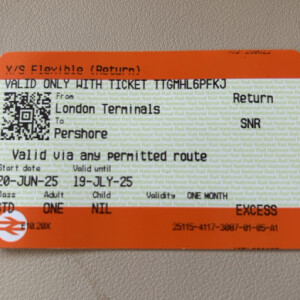 Y/S Flexible (Return)
VALID ONLY WITH TICKET TTGMHL6PFKJ
From
London Terminals
Return
To
Pershore
SNR
Valid via any permitted route
Start date Valid until
20-JUN-25 19-JLY-25
Class Adult Child Validity ONE MONTH
STD ONE NIL EXCESS
£10.20X 25115-4117-3087-01-05-A1